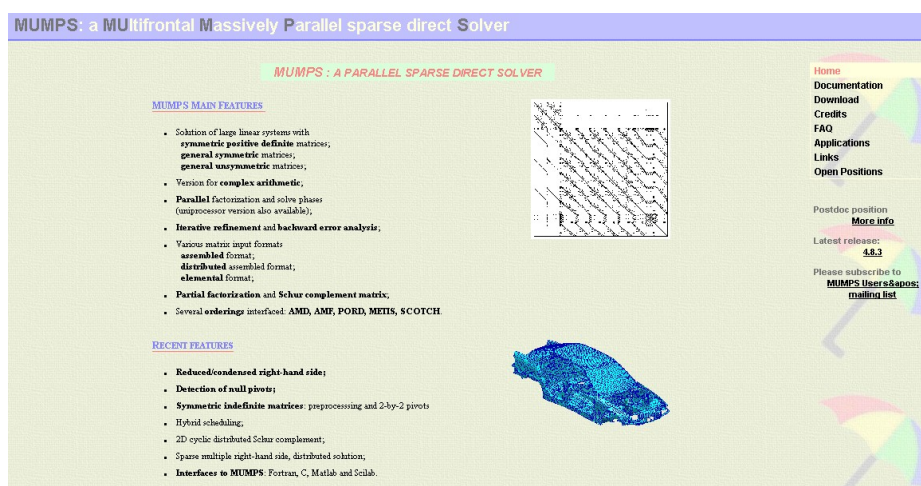 MUMPS: a MUltifrontal Massively Parallel sparse direct Solver
MUMPS : A PARALLEL SPARSE DIRECT SOLVER
MUMPS MAIN FEATURES
Solution of large linear systems with
symmetric positive definite matrices;
general symmetric matrices;
general unsymmetric matrices;
Version for complex arithmetic;
Parallel factorization and solve phases
(uniprocessor version also available);
Iterative refinement and backward error analysis;
Various matrix input formats
assembled format;
distributed assembled format;
elemental format;
Partial factorization and Schur complement matrix;
Several orderings interfaced: AMD, AMF, PORD, METIS, SCOTCH.
RECENT FEATURES
Reduced/condensed right-hand side;
Detection of null pivots;
Symmetric indefinite matrices: preprocesssing and 2-by-2 pivots
Hybrid scheduling;
2D cyclic distributed Schur complement;
Sparse multiple right-hand side, distributed solution;
Interfaces to MUMPS: Fortran, C, Matlab and Scilab.
Home
Documentation
Download
Credits
FAQ
Applications
Links
Open Positions
Postdoc position
More info
Latest release:
4.8.3
Please subscribe to
MUMPS Users&apos;
mailing list